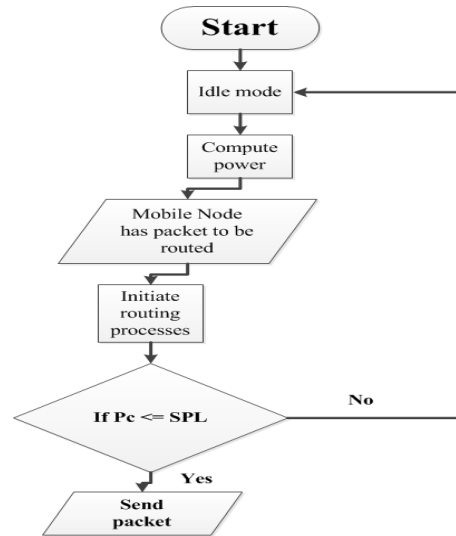 Start
Idle mode
Compute
power
Mobile Node
has packet to be
routed
Initiate
routing
processes
If Pc <= SPL
No
Yes
Send
packet